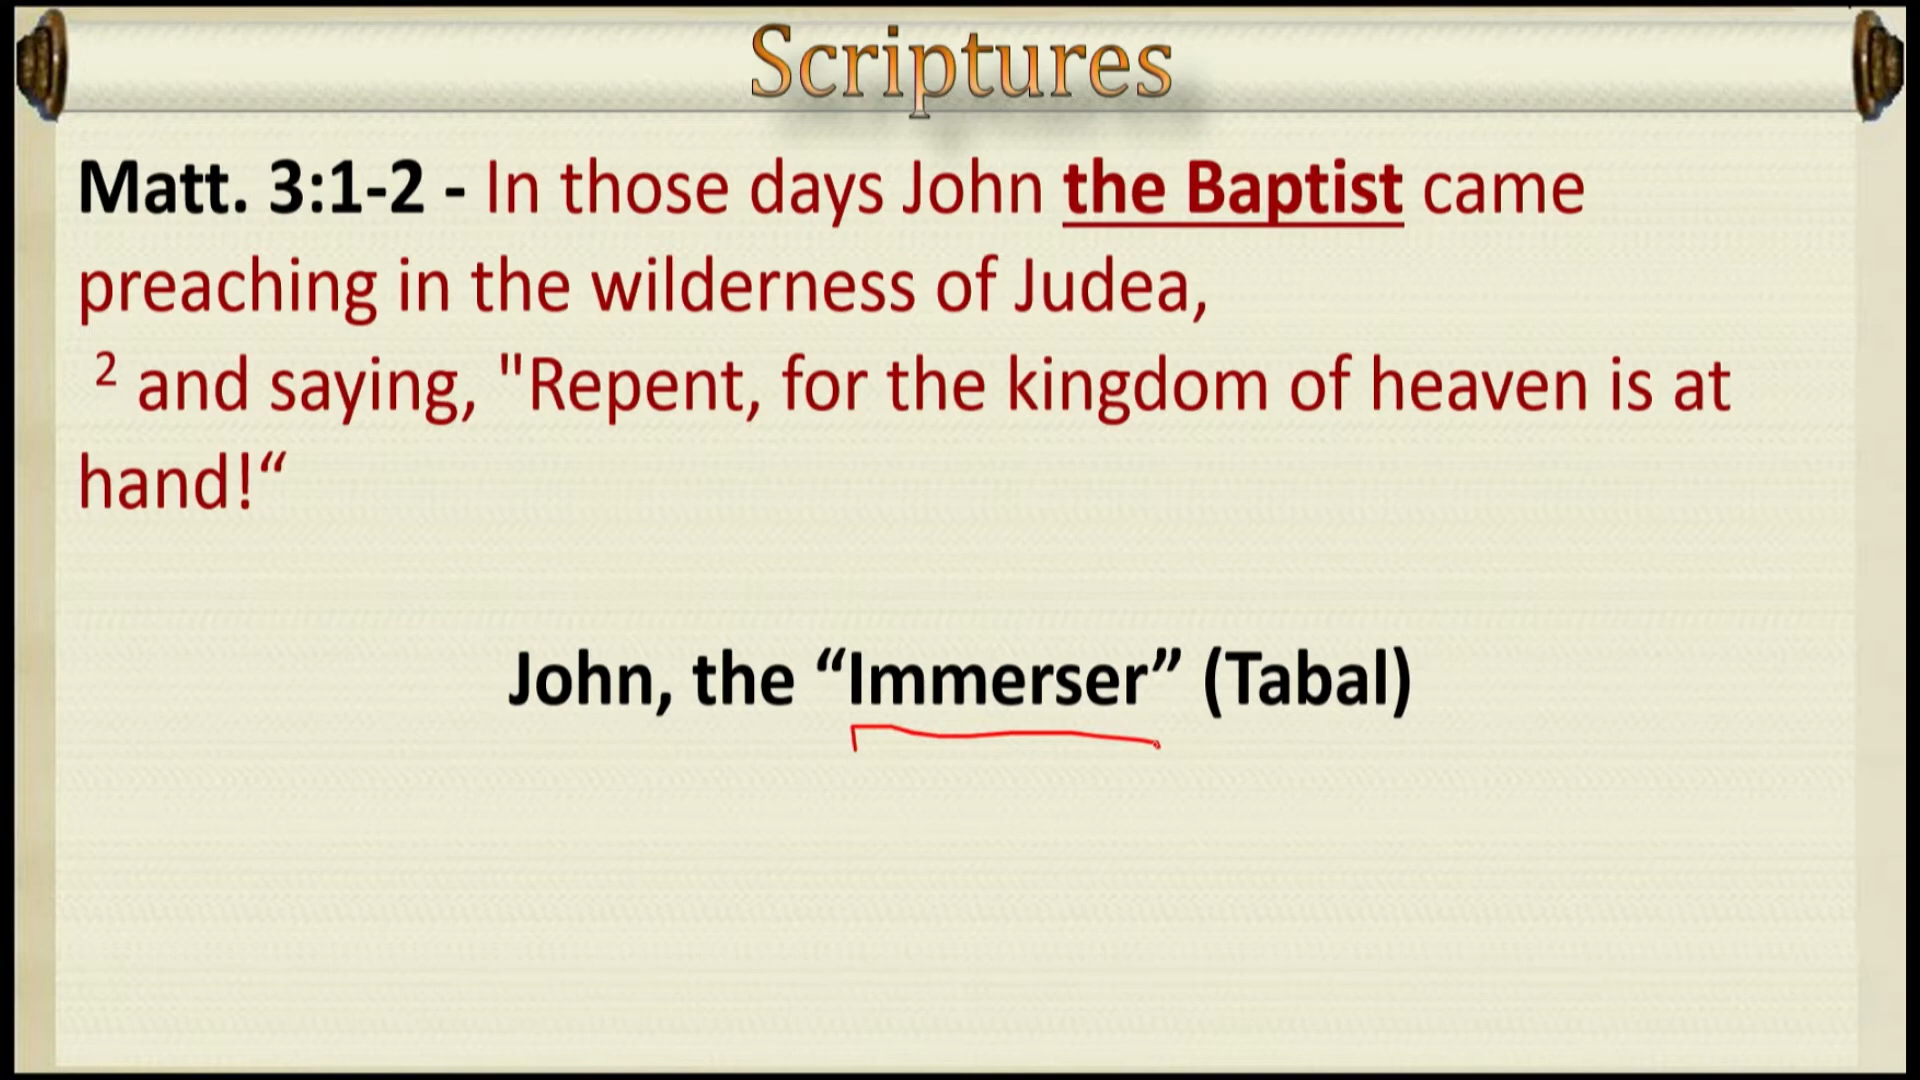 Scriptures
Matt. 3:1-2 - In those days John the Baptist came
preaching in the wilderness of Judea,
2 and saying, "Repent, for the kingdom of heaven is at
hand!“
John, the “Immerser” (Tabal)